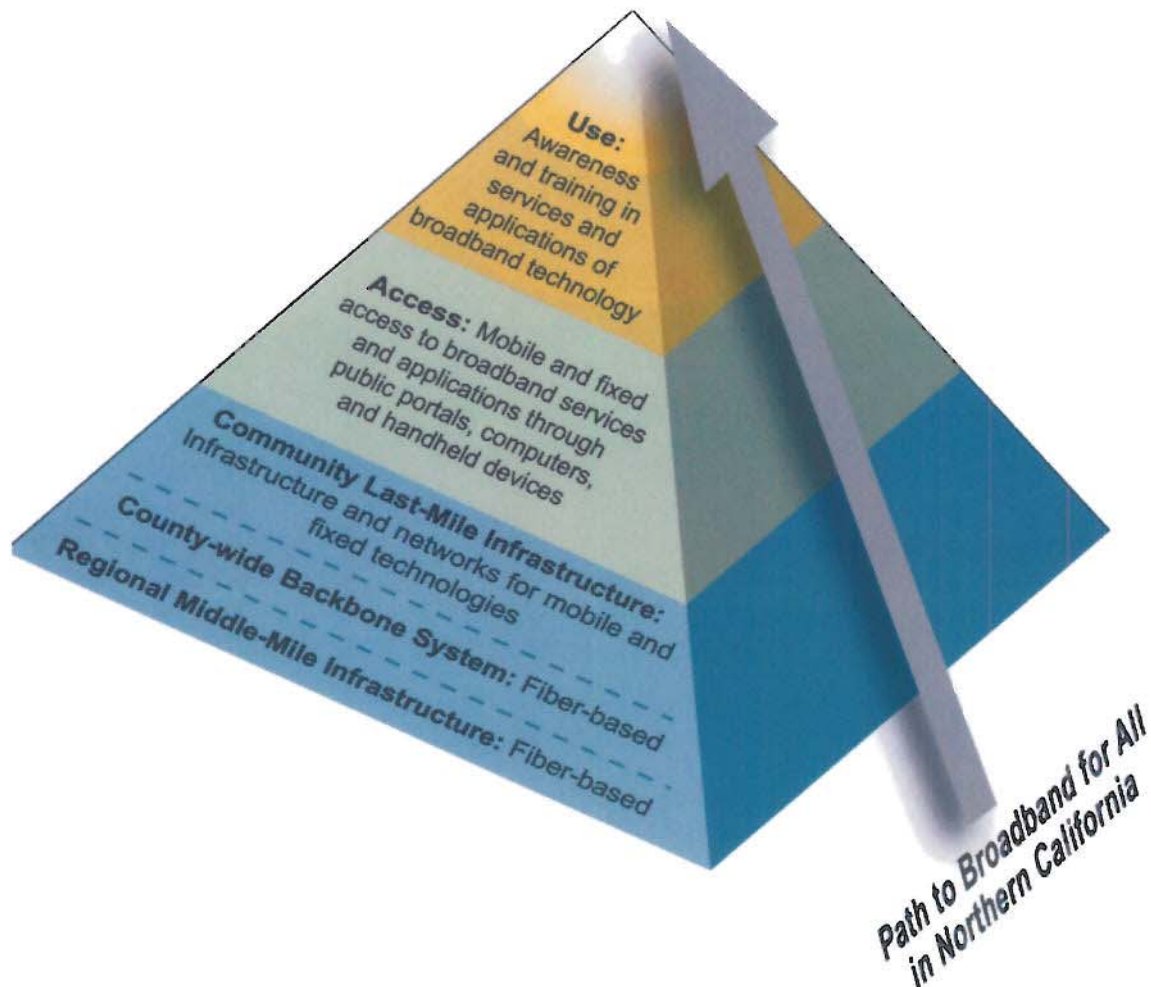 Use:
Awareness
and training in
services and
applications of
broadband technology
Access: Mobile and fixed
access to broadband services
and applications through
public portals, computers,
and handheld devices
Community Last-Mile Infrastructure:
Infrastructure and networks for mobile and
fixed technologies
County-wide Backbone System: Fiber-based
Regional Middle-Mile Infrastructure: Fiber-based
Path to Broadband for All
in Northern California